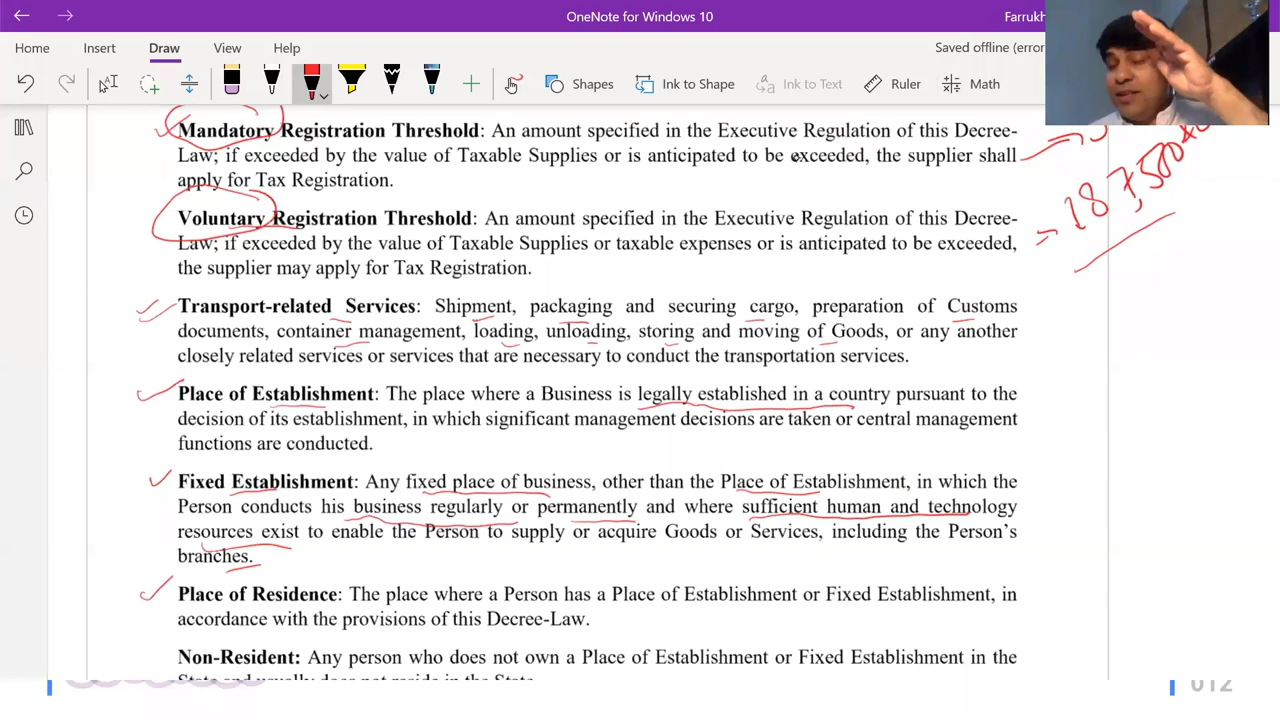 OneNote for Windows 10
Farrukh
Home Insert Draw View Help
Saved offline (error
Shapes Ink to Shape Ink to Text Ruler Math
Mandatory Registration Threshold: An amount specified in the Executive Regulation of this Decree-
Law; if exceeded by the value of Taxable Supplies or is anticipated to be exceeded, the supplier shall
apply for Tax Registration.
187,500
Voluntary Registration Threshold: An amount specified in the Executive Regulation of this Decree-
Law; if exceeded by the value of Taxable Supplies or taxable expenses or is anticipated to be exceeded,
the supplier may apply for Tax Registration.
Transport-related Services: Shipment, packaging and securing cargo, preparation of Customs
documents, container management, loading, unloading, storing and moving of Goods, or any another
closely related services or services that are necessary to conduct the transportation services.
Place of Establishment: The place where a Business is legally established in a country pursuant to the
decision of its establishment, in which significant management decisions are taken or central management
functions are conducted.
Fixed Establishment: Any fixed place of business, other than the Place of Establishment, in which the
Person conducts his business regularly or permanently and where sufficient human and technology
resources exist to enable the Person to supply or acquire Goods or Services, including the Person's
branches.
Place of Residence: The place where a Person has a Place of Establishment or Fixed Establishment, in
accordance with the provisions of this Decree-Law.
Non-Resident: Any person who does not own a Place of Establishment or Fixed Establishment in the
State and usually does not reside in the State.
012